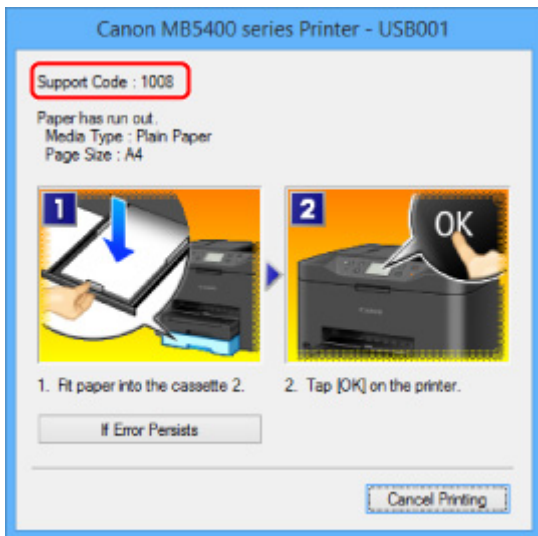 Canon MB5400 series Printer - USB001
Support Code : 1008
Paper has run out.
Media Type : Plain Paper
Page Size : A4
1
2
OK
1. Fit paper into the cassette 2.
2. Tap [OK] on the printer.
If Error Persists
Cancel Printing